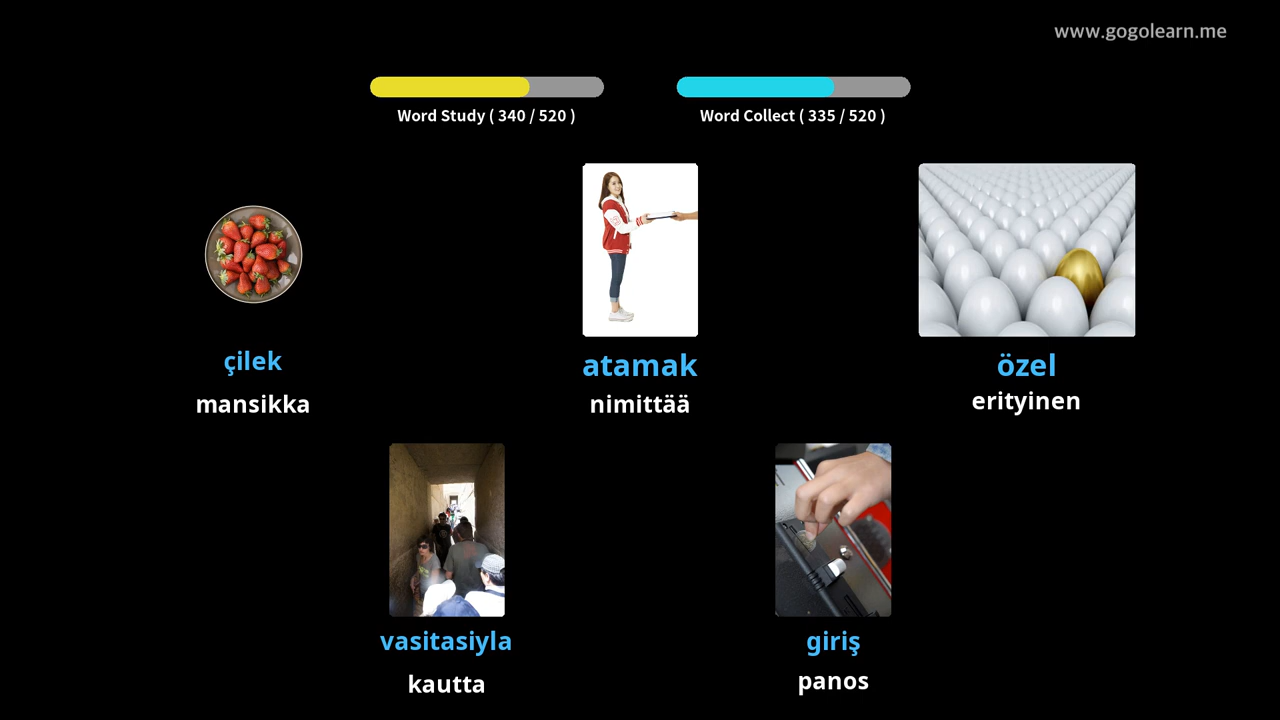 www.gogolearn.me
Word Study ( 340 / 520 )
Word Collect ( 335 / 520 )
çilek
mansikka
atamak
nimittää
özel
erityinen
vasitasiyla
kautta
giriş
panos